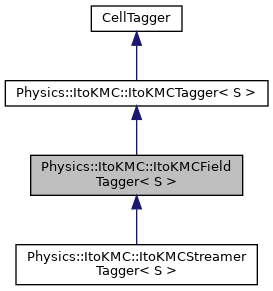 CellTagger
Physics::ItoKMC::ItoKMCTagger< S >
Physics::ItoKMC::ItoKMCField
Tagger< S >
Physics::ItoKMC::ItoKMCStreamer
Tagger< S >